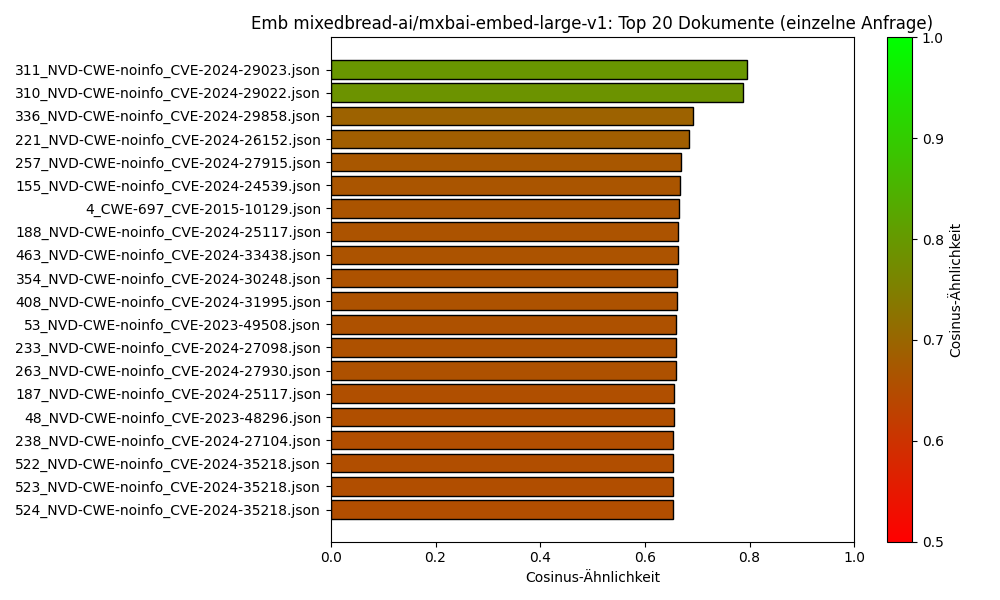 Emb mixedbread-ai/mxbai-embed-large-v1: Top 20 Dokumente (einzelne Anfrage)
311_NVD-CWE-noinfo_CVE-2024-29023.json
310_NVD-CWE-noinfo_CVE-2024-29022.json
336_NVD-CWE-noinfo_CVE-2024-29858.json
221_NVD-CWE-noinfo_CVE-2024-26152.json
257_NVD-CWE-noinfo_CVE-2024-27915.json
155_NVD-CWE-noinfo_CVE-2024-24539.json
4_CWE-697_CVE-2015-10129.json
188_NVD-CWE-noinfo_CVE-2024-25117.json
463_NVD-CWE-noinfo_CVE-2024-33438.json
354_NVD-CWE-noinfo_CVE-2024-30248.json
408_NVD-CWE-noinfo_CVE-2024-31995.json
53_NVD-CWE-noinfo_CVE-2023-49508.json
233_NVD-CWE-noinfo_CVE-2024-27098.json
263_NVD-CWE-noinfo_CVE-2024-27930.json
187_NVD-CWE-noinfo_CVE-2024-25117.json
48_NVD-CWE-noinfo_CVE-2023-48296.json
238_NVD-CWE-noinfo_CVE-2024-27104.json
522_NVD-CWE-noinfo_CVE-2024-35218.json
523_NVD-CWE-noinfo_CVE-2024-35218.json
524_NVD-CWE-noinfo_CVE-2024-35218.json
0.0 0.2 0.4 0.6 0.8 1.0
Cosinus-Ähnlichkeit
1.0
0.9
0.8
0.7
0.6
0.5
Cosinus-Ähnlichkeit